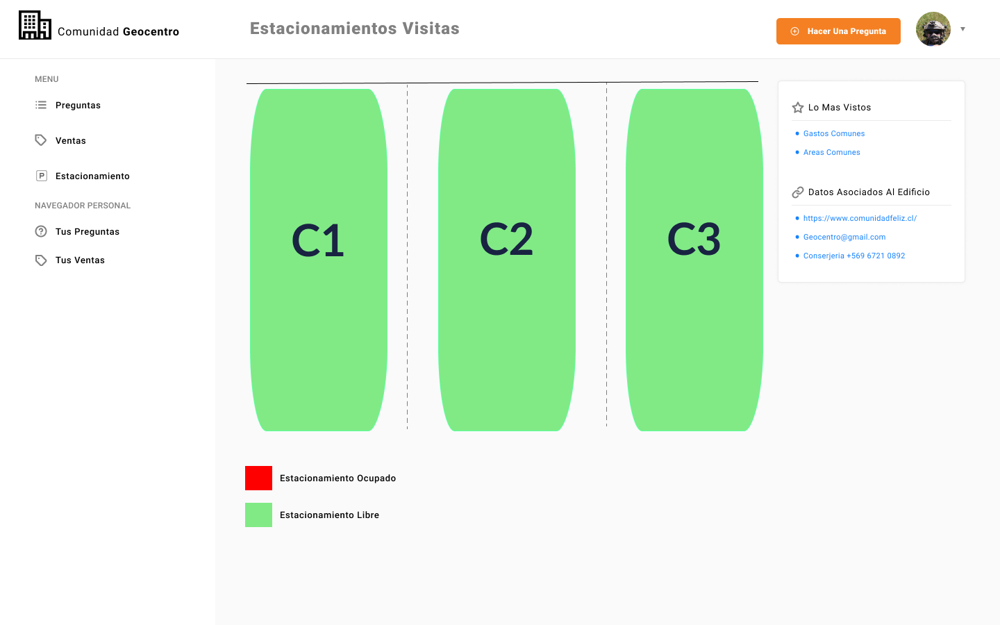 Comunidad Geocentro
Estacionamientos Visitas
Hacer Una Pregunta
MENU
Preguntas
Ventas
P
Estacionamiento
NAVEGADOR PERSONAL
Tus Preguntas
Tus Ventas
C1
C2
C3
Estacionamiento Ocupado
Estacionamiento Libre
Lo Mas Vistos
Gastos Comunes
Areas Comunes
Datos Asociados Al Edificio
https://www.comunidadfeliz.cl/
Geocentro@gmail.com
Conserjeria +569 6721 0892